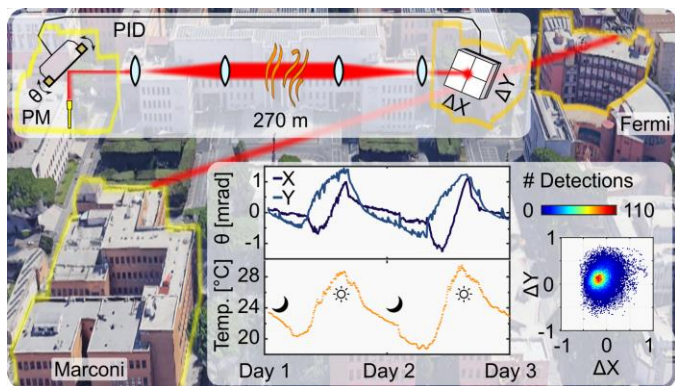 PID
θ
PM
270 m
ΔX
ΔY
Fermi
Marconi
X
Y
θ [mrad]
1
0
-1
Temp. [°C]
28
24
20
Day 1 Day 2 Day 3
# Detections
0 110
ΔY
1
0
-1
-1 0 1
ΔX